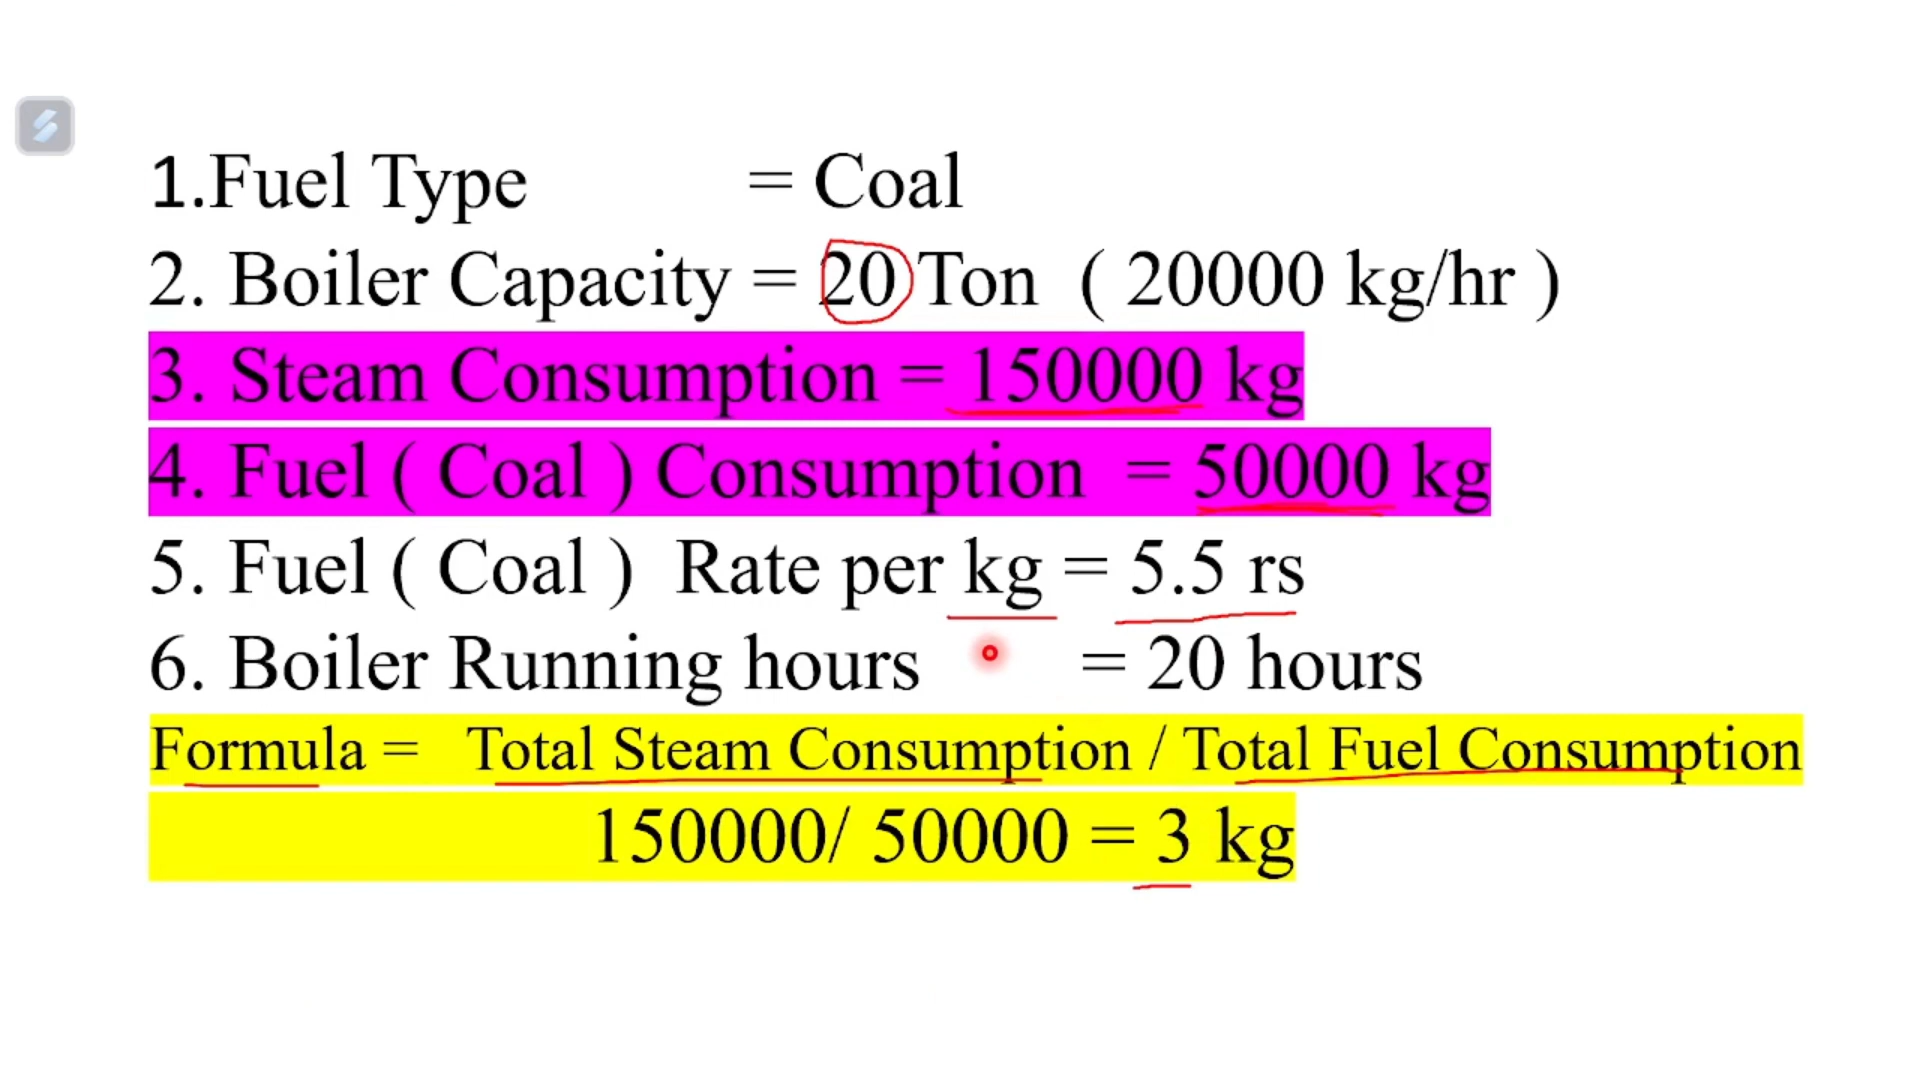 1.Fuel Type = Coal
2. Boiler Capacity = 20 Ton ( 20000 kg/hr )
3. Steam Consumption = 150000 kg
4. Fuel ( Coal ) Consumption = 50000 kg
5. Fuel ( Coal ) Rate per kg = 5.5 rs
6. Boiler Running hours = 20 hours
Formula = Total Steam Consumption / Total Fuel Consumption
150000/ 50000 = 3 kg